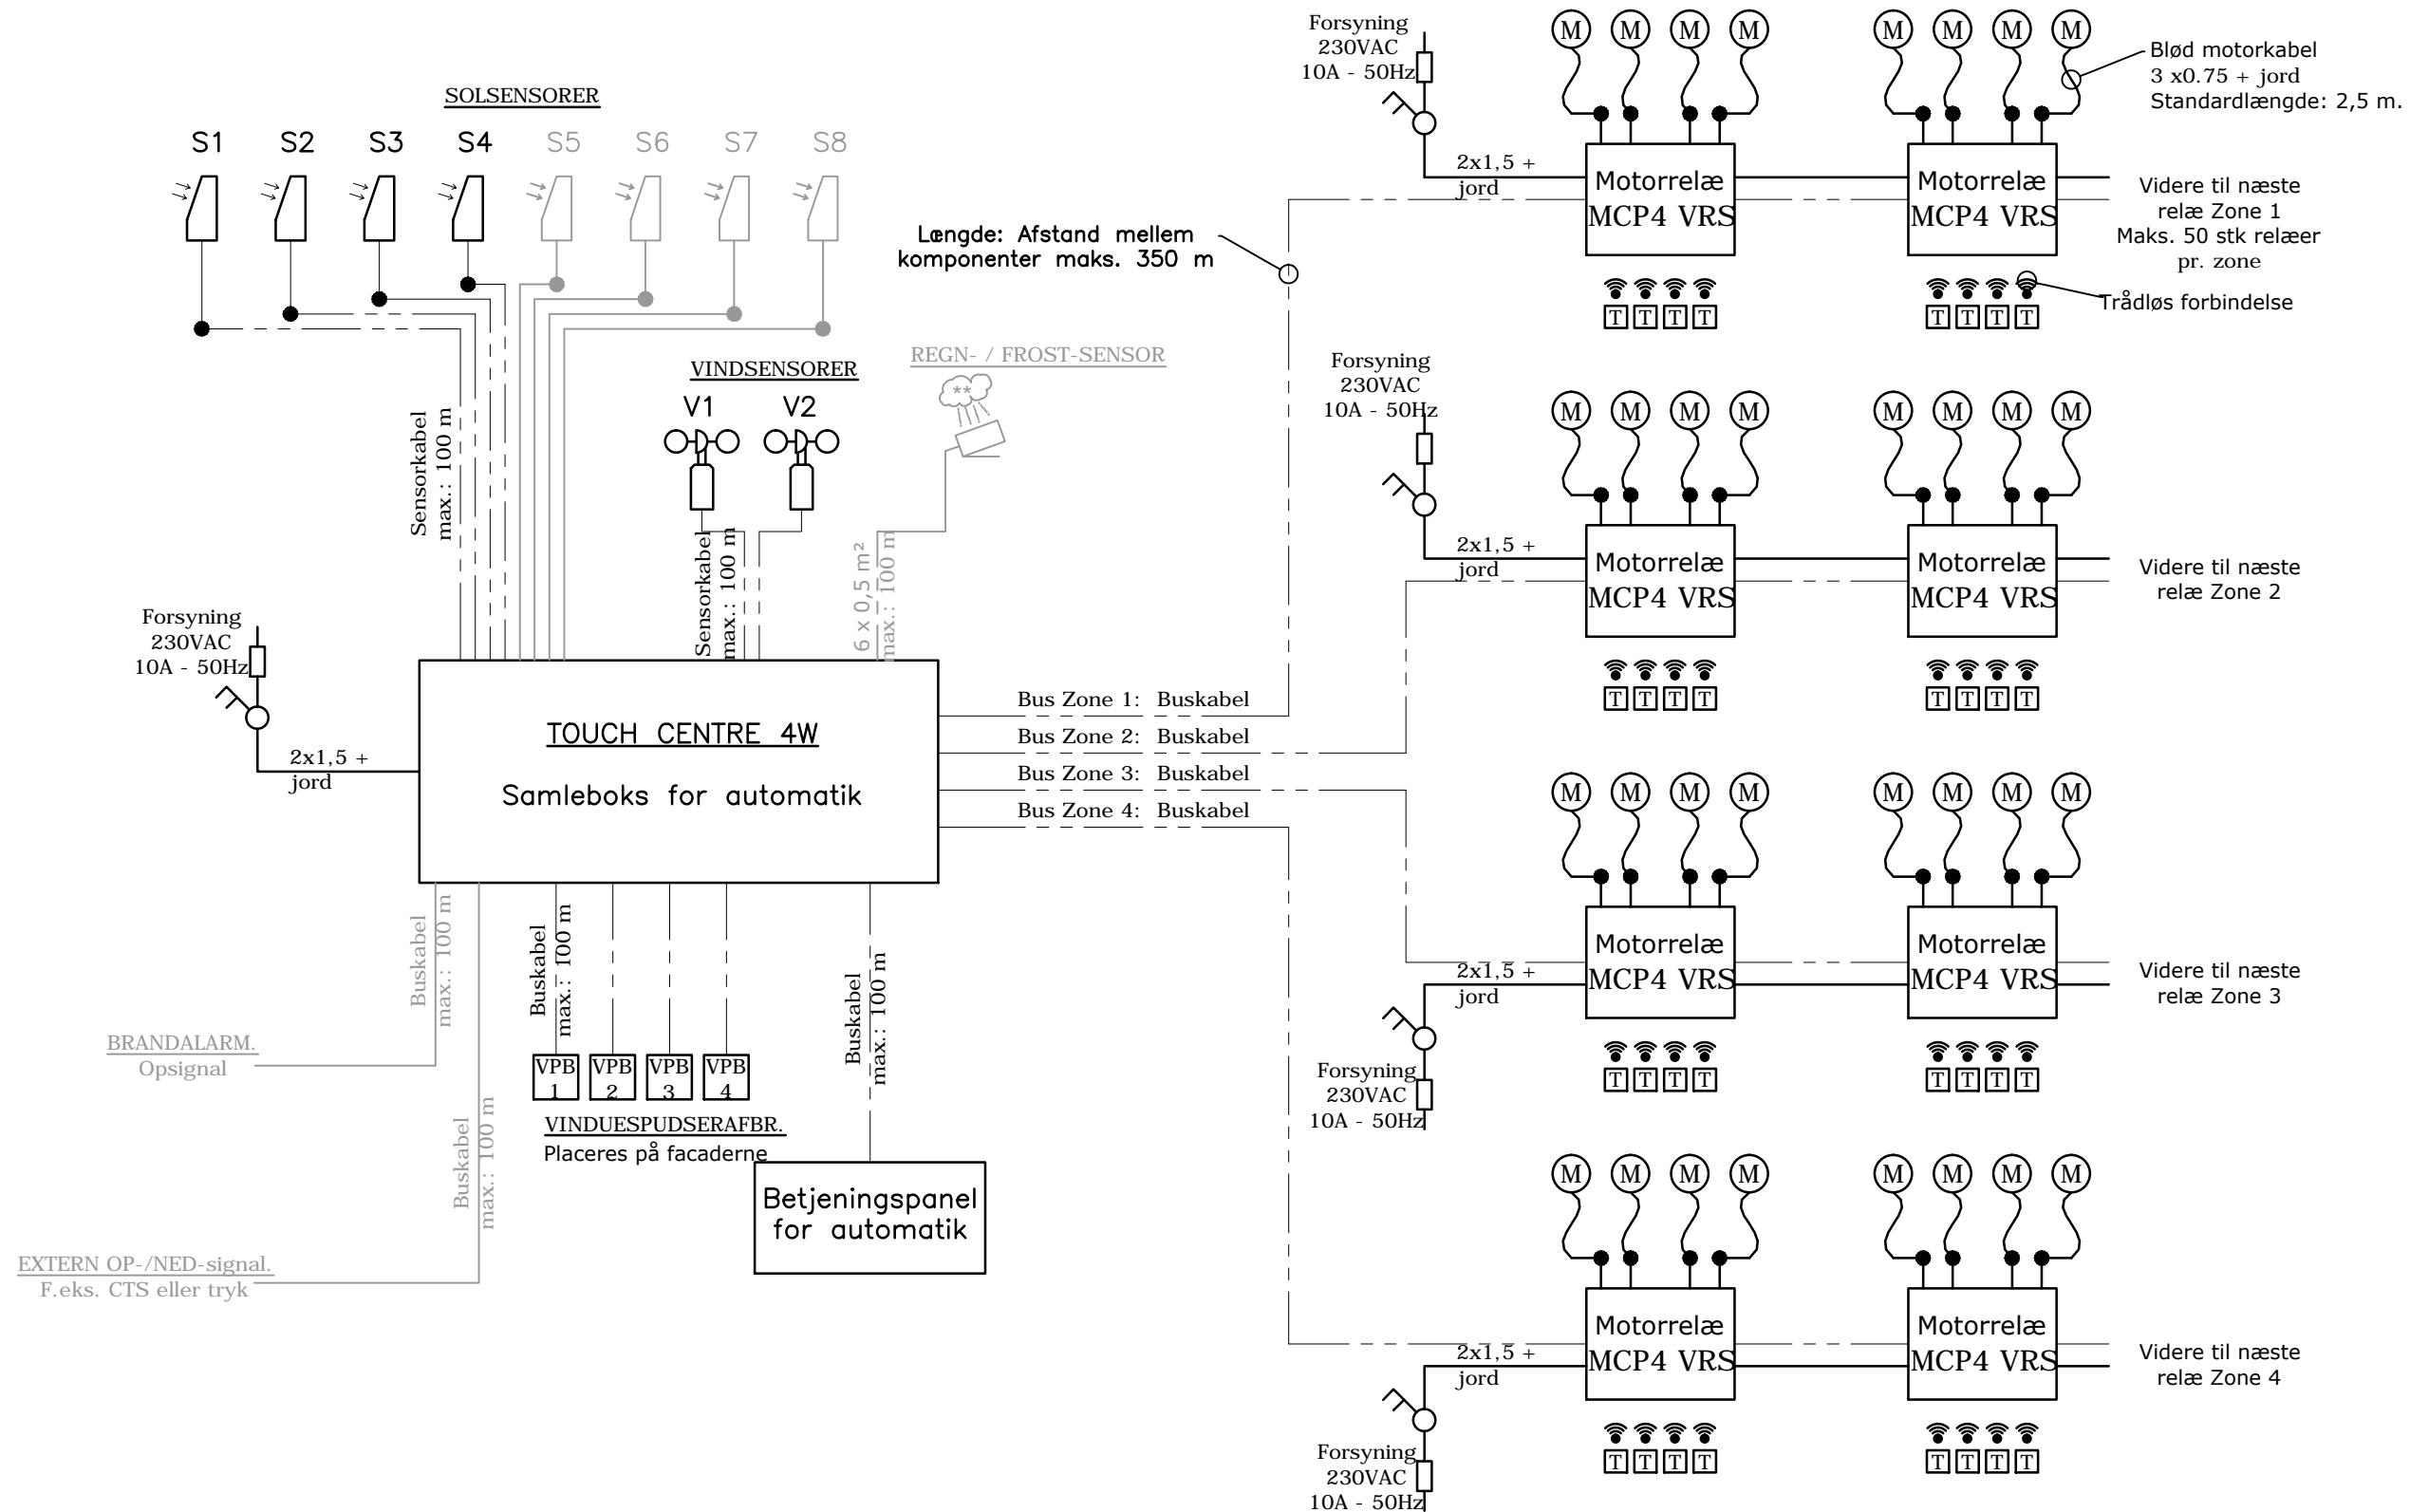 SOLSENSORER
S1 S2 S3 S4 S5 S6 S7 S8
Sensorkabel
max.: 100 m
VINDSENSORER
V1 V2
Sensorkabel
max.: 100 m
REGN- / FROST-SENSOR
**
6 x 0,5 m²
max.: 100 m
Forsyning
230VAC
10A - 50Hz
2x1,5 +
jord
TOUCH CENTRE 4W
Samleboks for automatik
Bus Zone 1: Buskabel
Bus Zone 2: Buskabel
Bus Zone 3: Buskabel
Bus Zone 4: Buskabel
Længde: Afstand mellem
komponenter maks. 350 m
Buskabel
max.: 100 m
BRANDALARM.
Opsignal
Buskabel
max.: 100 m
EXTERN OP-/NED-signal.
F.eks. CTS eller tryk
Buskabel
max.: 100 m
VPB VPB VPB VPB
1 2 3 4
VINDUESPUDSERAFBR.
Placeres på facaderne
Buskabel
max.: 100 m
Betjeningspanel
for automatik
Forsyning
230VAC
10A - 50Hz
2x1,5 +
jord
M M M M M M M M
Blød motorkabel
3 x0.75 + jord
Standardlængde: 2,5 m.
Motorrelæ
MCP4 VRS
Motorrelæ
MCP4 VRS
Videre til næste
relæ Zone 1
Maks. 50 stk relæer
pr. zone
Trådløs forbindelse
T T T T T T T T
Forsyning
230VAC
10A - 50Hz
2x1,5 +
jord
M M M M M M M M
Motorrelæ
MCP4 VRS
Motorrelæ
MCP4 VRS
Videre til næste
relæ Zone 2
T T T T T T T T
M M M M M M M M
2x1,5 +
jord
Motorrelæ
MCP4 VRS
Motorrelæ
MCP4 VRS
Videre til næste
relæ Zone 3
Forsyning
230VAC
10A - 50Hz
T T T T T T T T
M M M M M M M M
2x1,5 +
jord
Motorrelæ
MCP4 VRS
Motorrelæ
MCP4 VRS
Videre til næste
relæ Zone 4
Forsyning
230VAC
10A - 50Hz
T T T T T T T T